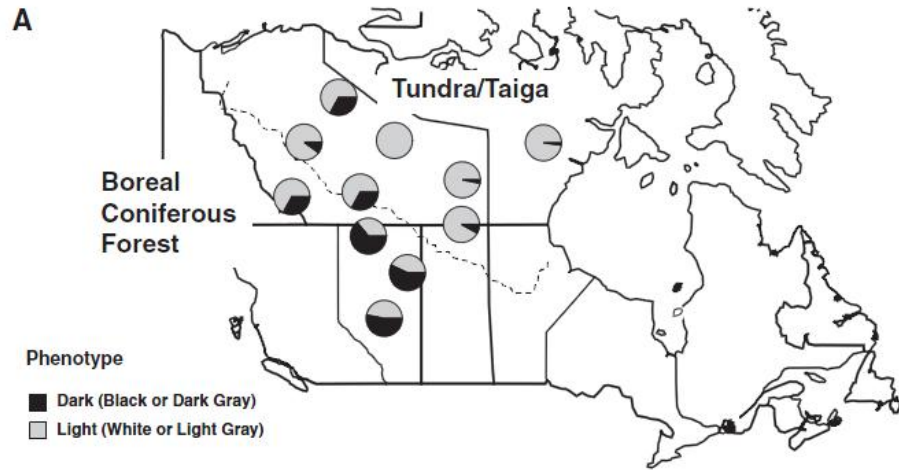 A
Tundra/Taiga
Boreal
Coniferous
Forest
Phenotype
Dark (Black or Dark Gray)
Light (White or Light Gray)